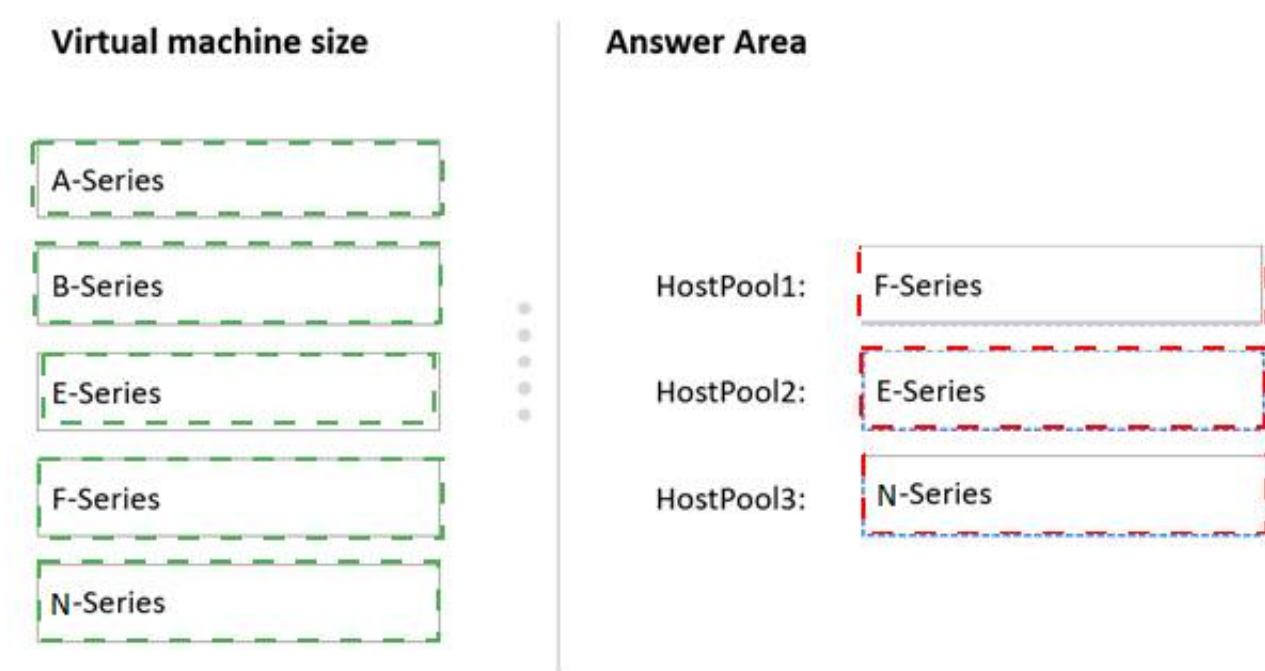 Virtual machine size
Answer Area
A-Series
B-Series
E-Series
F-Series
N-Series
HostPool1: F-Series
HostPool2: E-Series
HostPool3: N-Series